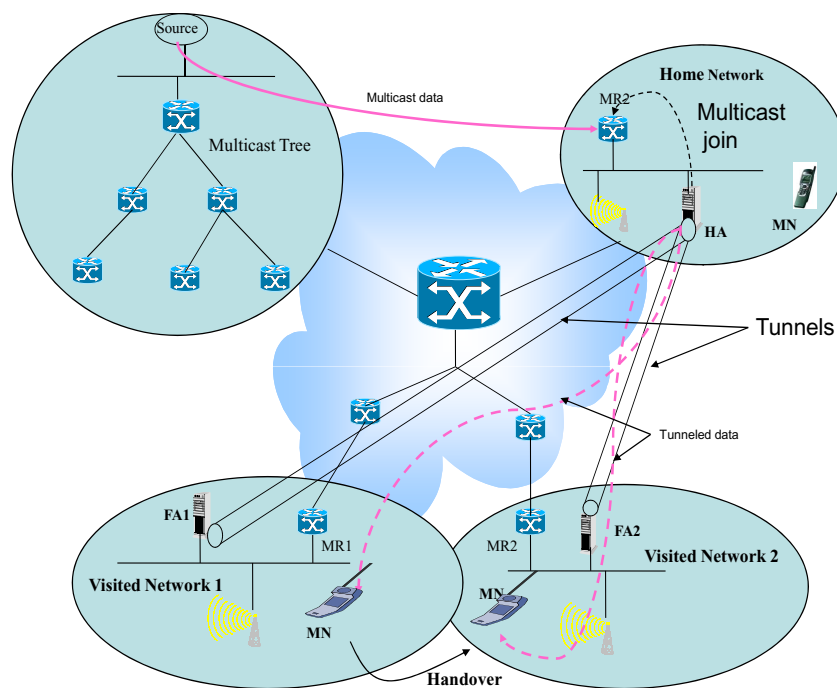 Source
Home Network
Multicast data
MR2
Multicast
join
Multicast Tree
MN
HA
Tunnels
Tunneled data
FA1
MR1
FA2
MR2
Visited Network 2
Visited Network 1
MN
MN
Handover